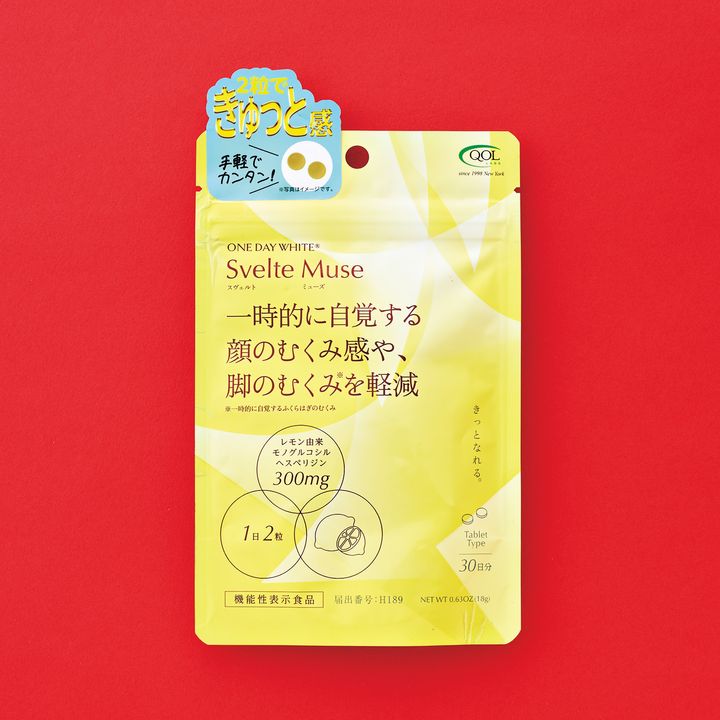 2粒で
きゅっと感
手軽で
カンタン!
※写真はイメージです。
QOL
LABS
since 1998 New York
ONE DAY WHITE®
Svelte Muse
スヴェルト ミューズ
一時的に自覚する
顔のむくみ感や、
脚のむくみ※を軽減
※一時的に自覚するふくらはぎのむくみ
きっとなれる。
レモン由来
モノグルコシル
ヘスペリジン
300mg
1日2粒
Tablet
Type
30日分
機能性表示食品 届出番号:H189 NET WT 0.63OZ(18g)